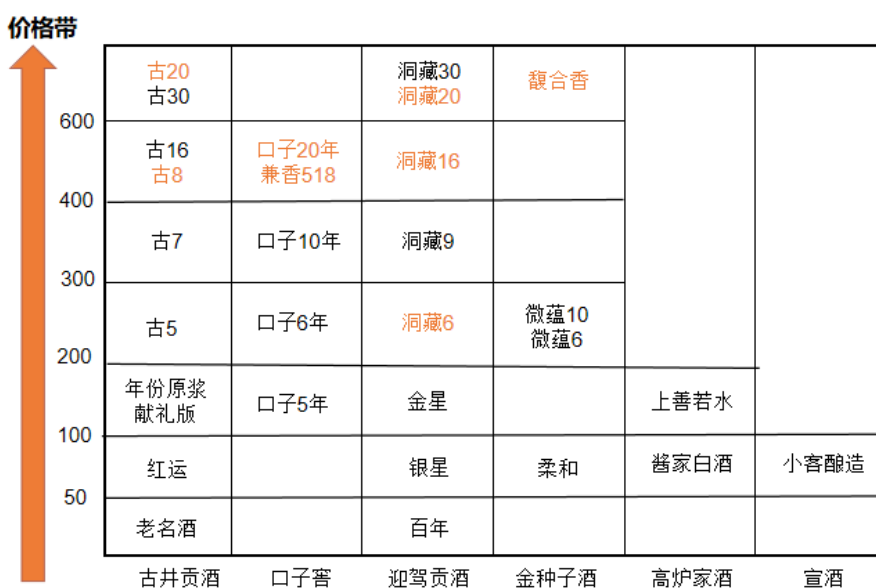 价格带
古20
古30
洞藏30
洞藏20
馥合香
600
古16
古8
口子20年
兼香518
洞藏16
400
古7
口子10年
洞藏9
300
古5
口子6年
洞藏6
微蕴10
微蕴6
200
年份原浆
献礼版
口子5年
金星
上善若水
100
红运
银星
柔和
酱家白酒
小客酿造
50
老名酒
百年
古井贡酒
口子窖
迎驾贡酒
金种子酒
高炉家酒
宣酒